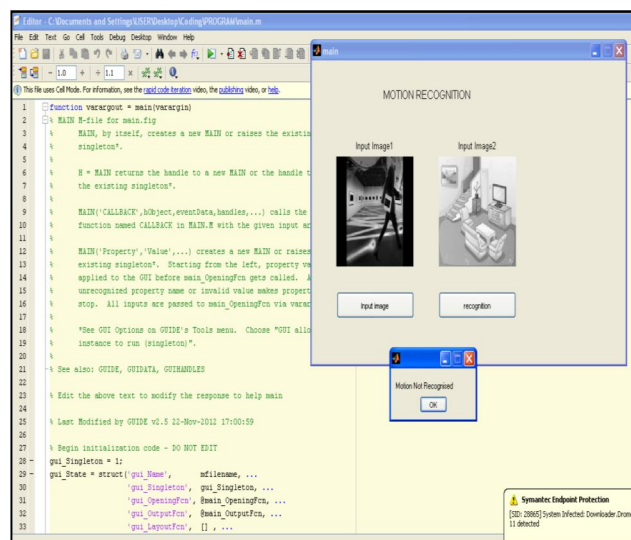 Editor - C:\Documents and Settings\USER\Desktop\Coding\PROGRAM\main.m
File Edit Text Go Cell Tools Debug Desktop Window Help
- 1.0 + ÷ 1.1 ×
This file uses Cell Mode. For information, see the rapid code iteration video, the publishing video, or help.
1 function varargout = main(varargin)
2 % MAIN M-file for main.fig
3 % MAIN, by itself, creates a new MAIN or raises the existin
4 % singleton*.
5 %
6 % H = MAIN returns the handle to a new MAIN or the handle t
7 % the existing singleton*.
8 %
9 % MAIN('CALLBACK',hObject,eventData,handles,...) calls the
10 % function named CALLBACK in MAIN.M with the given input ar
11 %
12 % MAIN('Property','Value',...) creates a new MAIN or raises
13 % existing singleton*. Starting from the left, property va
14 % applied to the GUI before main_OpeningFcn gets called. A
15 % unrecognized property name or invalid value makes propert
16 % stop. All inputs are passed to main_OpeningFcn via varar
17 %
18 % *See GUI Options on GUIDE's Tools menu. Choose "GUI allo
19 % instance to run (singleton)".
20 %
21 % See also: GUIDE, GUIDATA, GUIHANDLES
22
23 % Edit the above text to modify the response to help main
24
25 % Last Modified by GUIDE v2.5 22-Nov-2012 17:00:59
26
27 % Begin initialization code - DO NOT EDIT
28 - gui_Singleton = 1;
29 - gui_State = struct('gui_Name', mfilename, ...
30 'gui_Singleton', gui_Singleton, ...
31 'gui_OpeningFcn', @main_OpeningFcn, ...
32 'gui_OutputFcn', @main_OutputFcn, ...
33 'gui_LayoutFcn', [] , ...
main
MOTION RECOGNITION
Input Image1 Input Image2
Input image recognition
Motion Not Recognised
OK
Symantec Endpoint Protection
[SID: 28865] System Infected: Downloader.Drom
11 detected